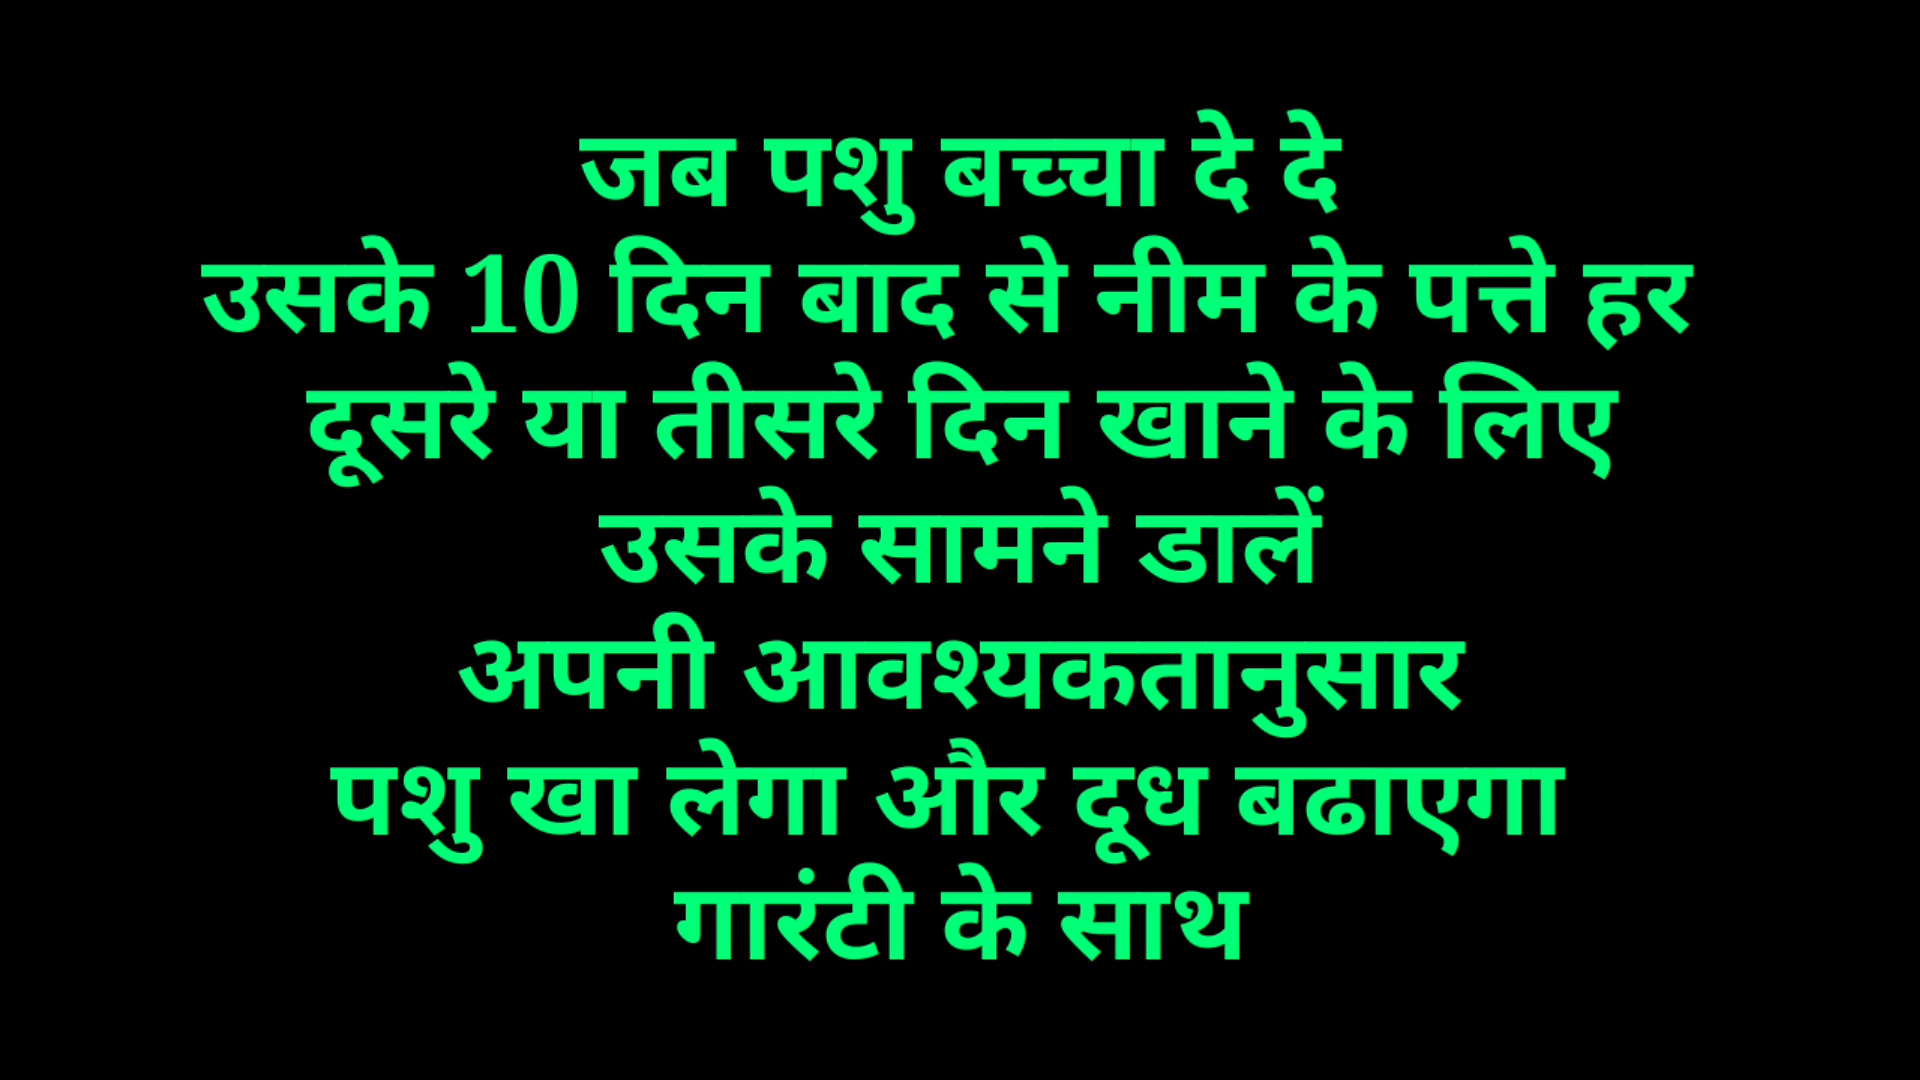 जब पशु बच्चा दे दे
उसके 10 दिन बाद से नीम के पत्ते हर
दूसरे या तीसरे दिन खाने के लिए
उसके सामने डालें
अपनी आवश्यकतानुसार
पशु खा लेगा और दूध बढाएगा
गारंटी के साथ